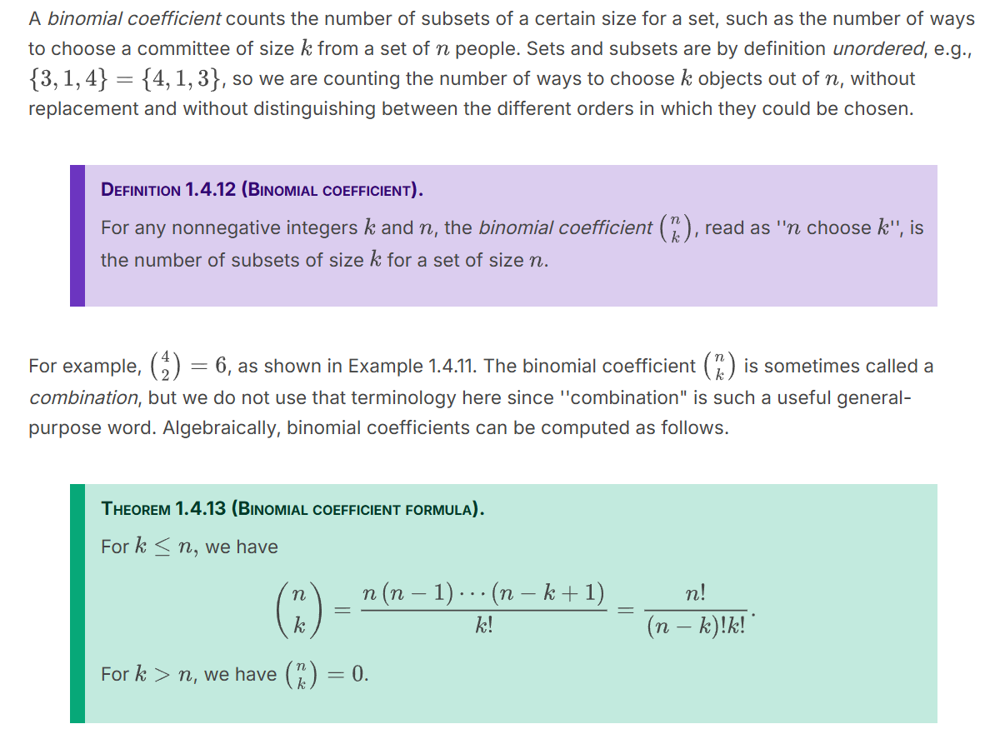 A binomial coefficient counts the number of subsets of a certain size for a set, such as the number of ways
to choose a committee of size k from a set of n people. Sets and subsets are by definition unordered, e.g.,
{3, 1, 4} = {4, 1, 3}, so we are counting the number of ways to choose k objects out of n, without
replacement and without distinguishing between the different orders in which they could be chosen.
DEFINITION 1.4.12 (BINOMIAL COEFFICIENT).
For any nonnegative integers k and n, the binomial coefficient \binom{n}{k}, read as ''n choose k'', is
the number of subsets of size k for a set of size n.
For example, \binom{4}{2} = 6, as shown in Example 1.4.11. The binomial coefficient \binom{n}{k} is sometimes called a
combination, but we do not use that terminology here since ''combination" is such a useful general-
purpose word. Algebraically, binomial coefficients can be computed as follows.
THEOREM 1.4.13 (BINOMIAL COEFFICIENT FORMULA).
For k ≤ n, we have
\binom{n}{k} = \frac{n (n − 1) ⋯ (n − k + 1)}{k!} = \frac{n!}{(n − k)!k!}.
For k > n, we have \binom{n}{k} = 0.